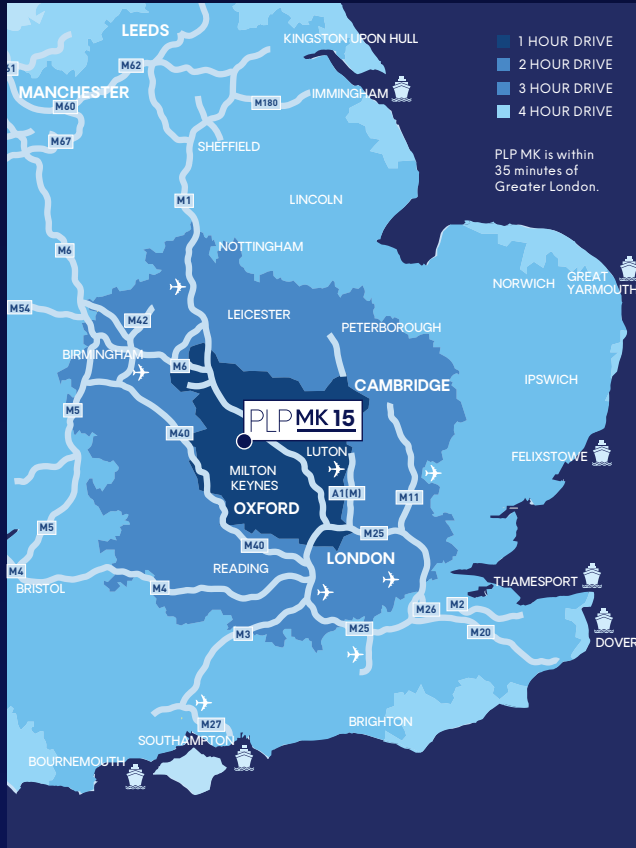 LEEDS
KINGSTON UPON HULL
1 HOUR DRIVE
2 HOUR DRIVE
3 HOUR DRIVE
4 HOUR DRIVE
61
M62
MANCHESTER
M60
M180
IMMINGHAM
M67
SHEFFIELD
PLP MK is within
35 minutes of
Greater London.
M1
LINCOLN
M6
NOTTINGHAM
NORWICH
GREAT
YARMOUTH
M54
M42
LEICESTER
PETERBOROUGH
BIRMINGHAM
M6
CAMBRIDGE
IPSWICH
M5
PLP MK 15
M40
LUTON
FELIXSTOWE
MILTON
KEYNES
A1(M)
M11
OXFORD
M5
M25
M40
LONDON
M4
READING
BRISTOL
M4
THAMESPORT
M26
M2
M3
M25
M20
DOVER
M27
BRIGHTON
SOUTHAMPTON
BOURNEMOUTH